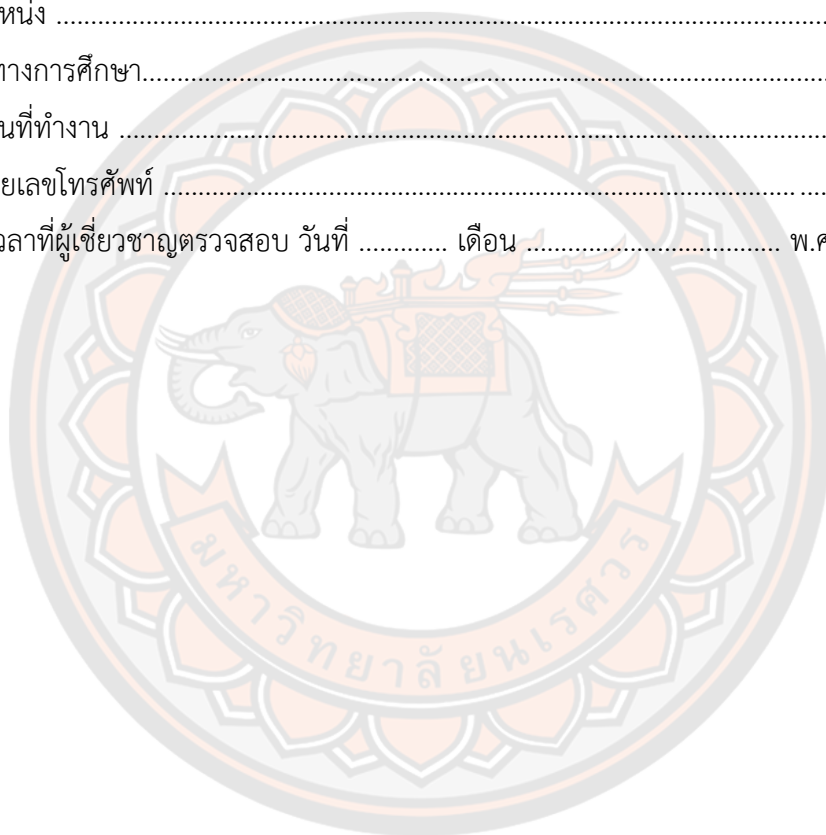 หน่ง ....................................................................................................
ทางการศึกษา....................................................................................................
นที่ทำงาน ....................................................................................................
ยเลขโทรศัพท์ ....................................................................................................
วลาที่ผู้เชี่ยวชาญตรวจสอบ วันที่ ............. เดือน ..................................... พ.ศ
มหาวิทยาลัยนเรศวร